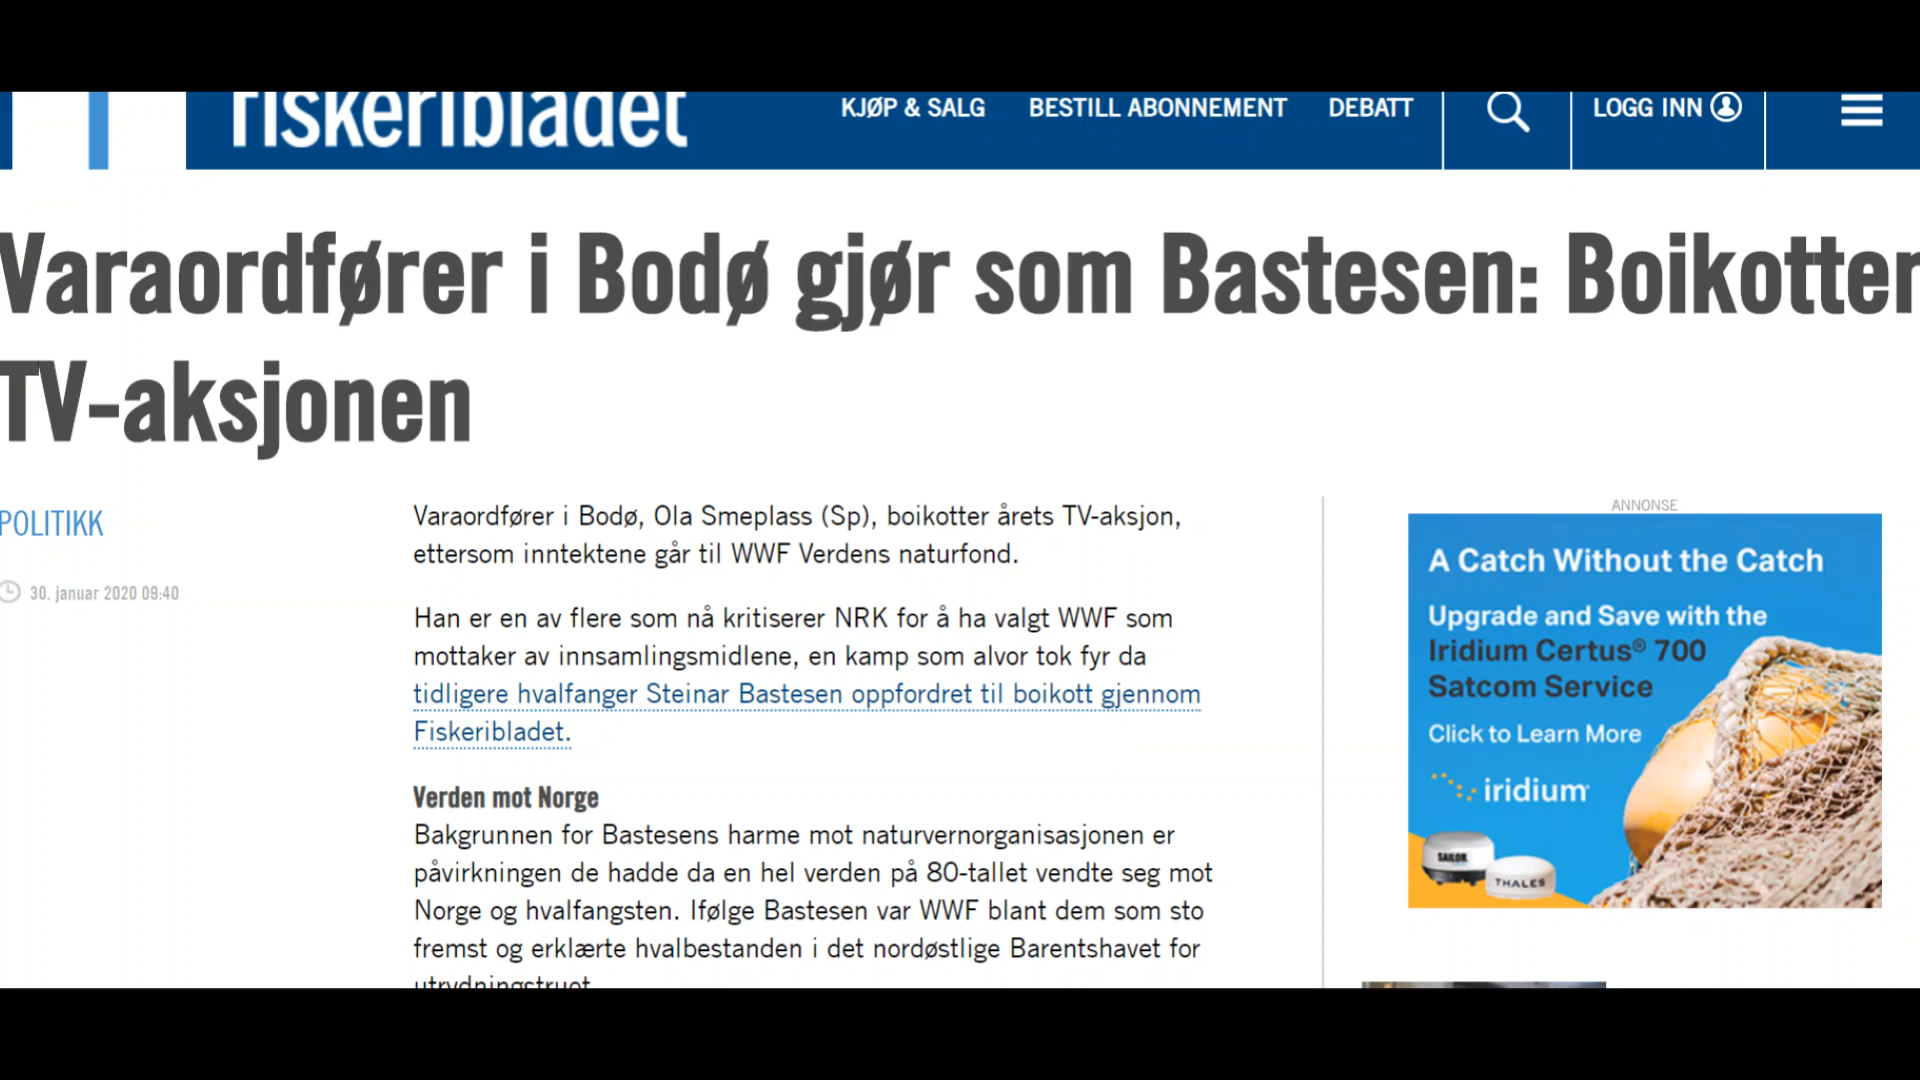 fiskeribladet
KJØP & SALG
BESTILL ABONNEMENT
DEBATT
LOGG INN
Varaordfører i Bodø gjør som Bastesen: Boikotter
TV-aksjonen
POLITIKK
30. januar 2020 09:40
Varaordfører i Bodø, Ola Smeplass (Sp), boikotter årets TV-aksjon,
ettersom inntektene går til WWF Verdens naturfond.
Han er en av flere som nå kritiserer NRK for å ha valgt WWF som
mottaker av innsamlingsmidlene, en kamp som alvor tok fyr da
tidligere hvalfanger Steinar Bastesen oppfordret til boikott gjennom
Fiskeribladet.
Verden mot Norge
Bakgrunnen for Bastesens harme mot naturvernorganisasjonen er
påvirkningen de hadde da en hel verden på 80-tallet vendte seg mot
Norge og hvalfangsten. Ifølge Bastesen var WWF blant dem som sto
fremst og erklærte hvalbestanden i det nordøstlige Barentshavet for
utrydningstruet.
ANNONSE
A Catch Without the Catch
Upgrade and Save with the
Iridium Certus® 700
Satcom Service
Click to Learn More
iridium
SAILOR
THALES